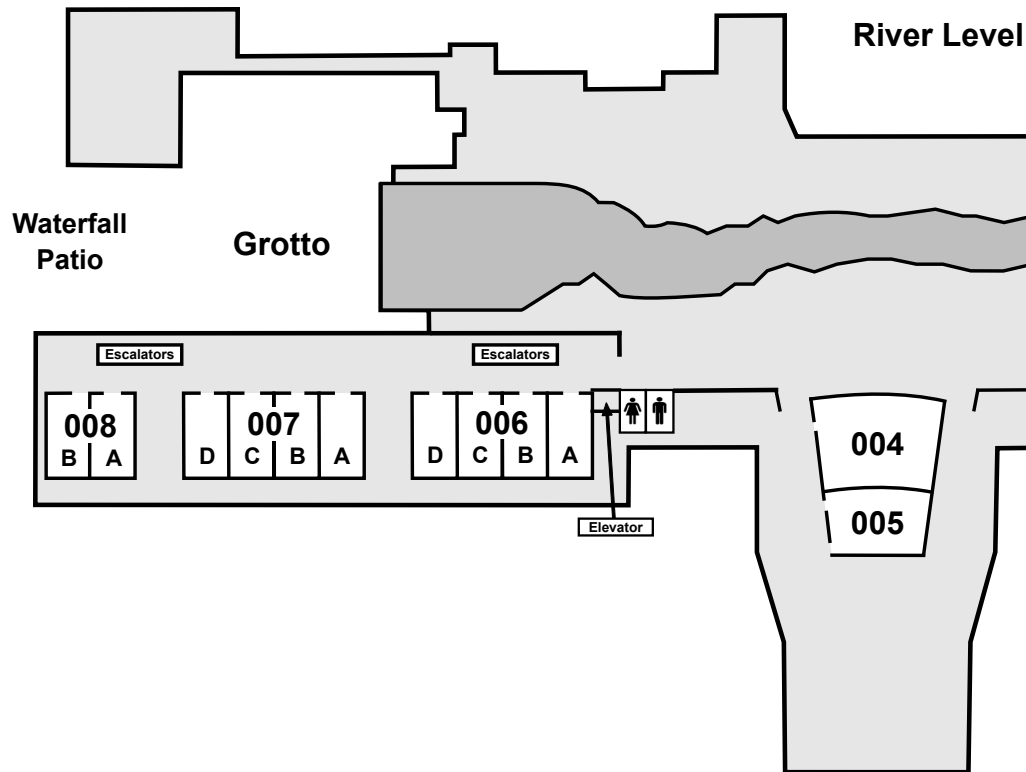 River Level
Waterfall
Patio
Grotto
Escalators
Escalators
008
B A
007
D C B A
006
D C B A
004
005
Elevator